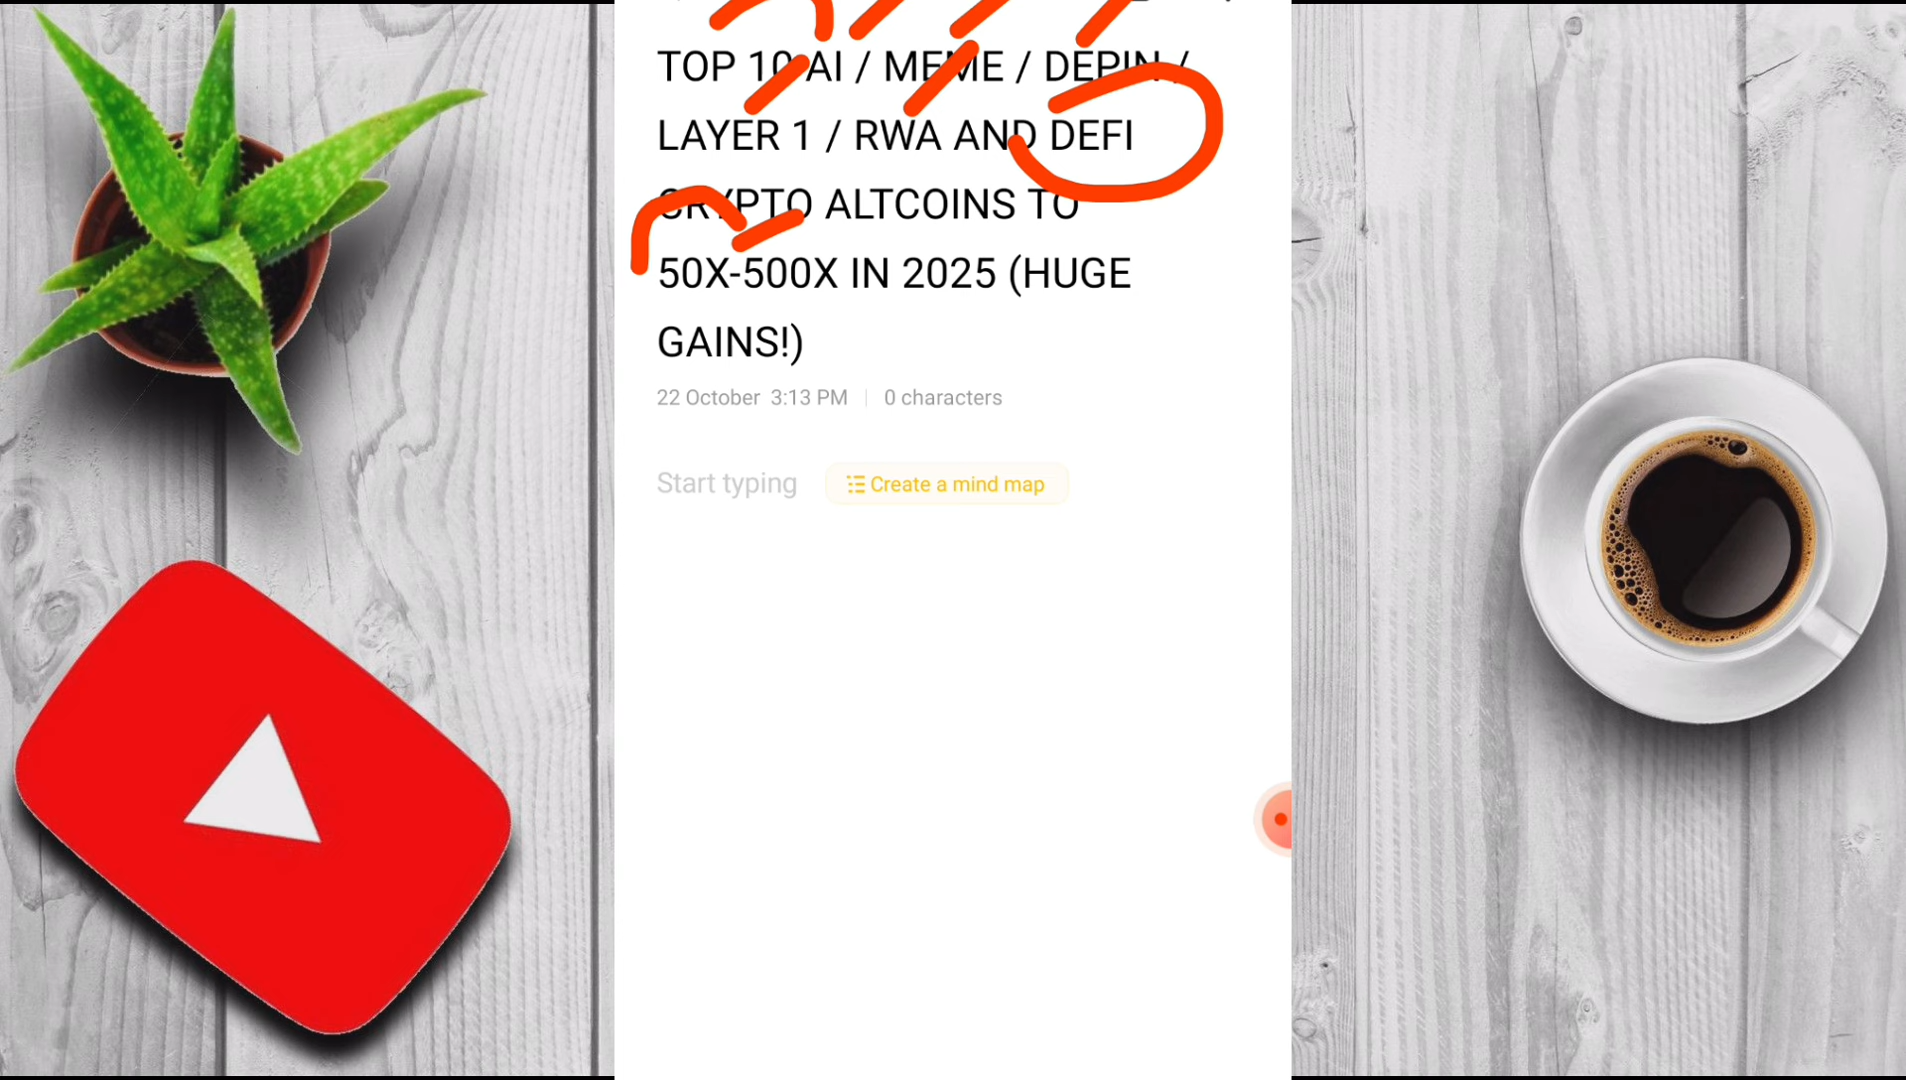 TOP 10 AI / MEME / DEPIN /
LAYER 1 / RWA AND DEFI
CRYPTO ALTCOINS TO
50X-500X IN 2025 (HUGE
GAINS!)
22 October 3:13 PM | 0 characters
Start typing Create a mind map